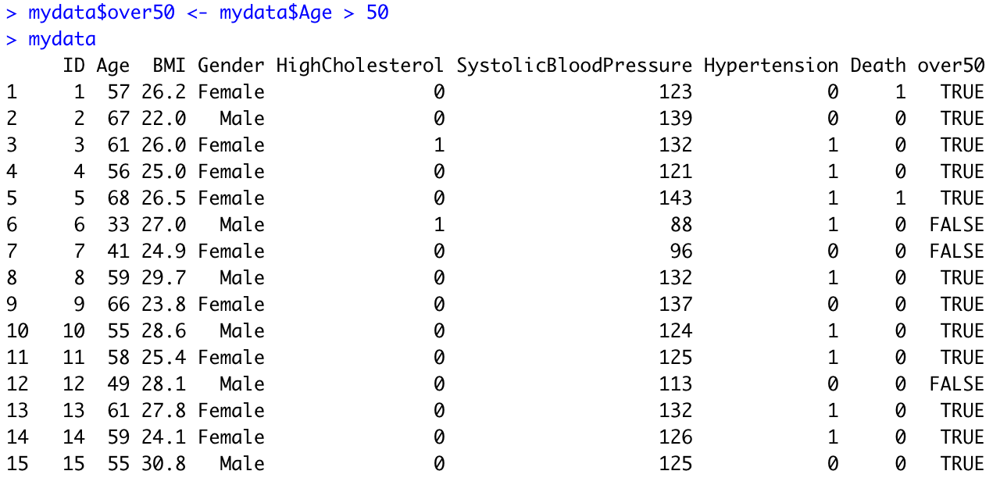 > mydata$over50 <- mydata$Age > 50
> mydata
     ID Age  BMI Gender HighCholesterol SystolicBloodPressure Hypertension Death over50
1     1  57 26.2 Female               0                   123            0     1   TRUE
2     2  67 22.0   Male               0                   139            0     0   TRUE
3     3  61 26.0 Female               1                   132            1     0   TRUE
4     4  56 25.0 Female               0                   121            1     0   TRUE
5     5  68 26.5 Female               0                   143            1     1   TRUE
6     6  33 27.0   Male               1                    88            1     0  FALSE
7     7  41 24.9 Female               0                    96            0     0  FALSE
8     8  59 29.7   Male               0                   132            1     0   TRUE
9     9  66 23.8 Female               0                   137            0     0   TRUE
10   10  55 28.6   Male               0                   124            1     0   TRUE
11   11  58 25.4 Female               0                   125            1     0   TRUE
12   12  49 28.1   Male               0                   113            0     0  FALSE
13   13  61 27.8 Female               0                   132            1     0   TRUE
14   14  59 24.1 Female               0                   126            1     0   TRUE
15   15  55 30.8   Male               0                   125            0     0   TRUE